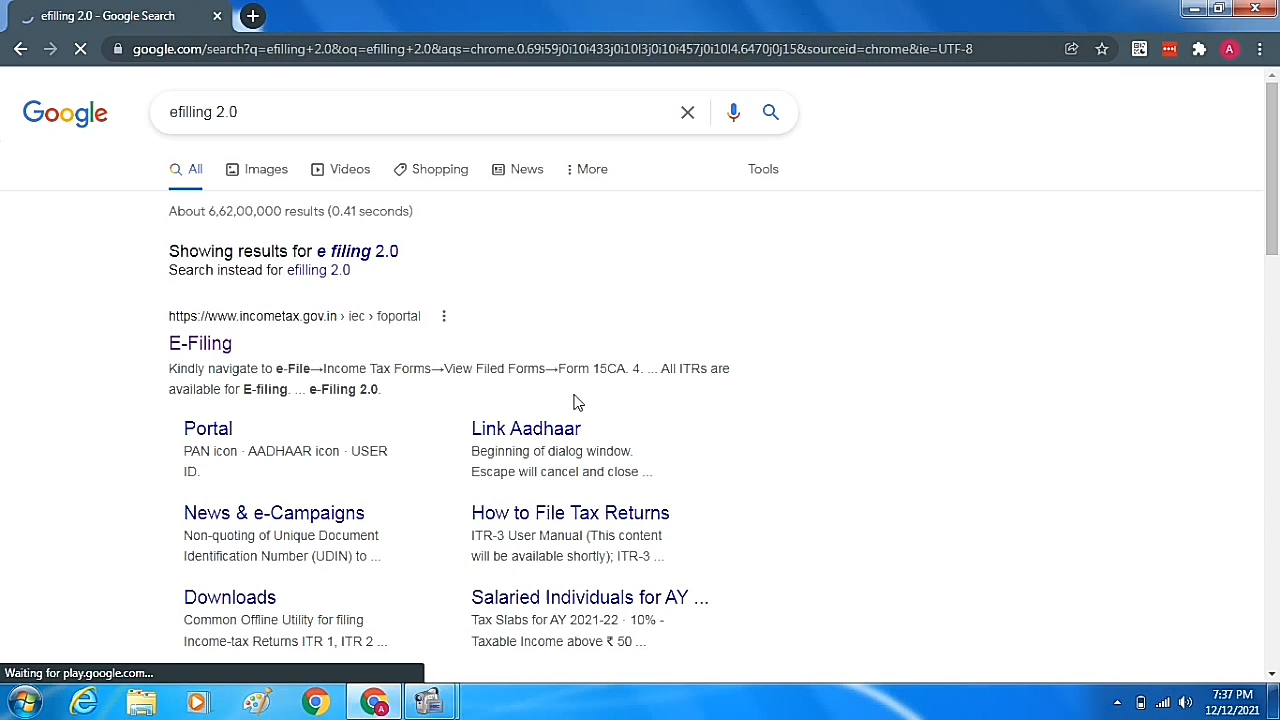 efilling 2.0 - Google Search
google.com/search?q=efilling+2.0&oq=efilling+2.0&aqs=chrome.0.69i59j0i10i433j0i10l3j0i10i457j0i10l4.6470j0j15&sourceid=chrome&ie=UTF-8
A
Google
efilling 2.0
All Images Videos Shopping News More Tools
About 6,62,00,000 results (0.41 seconds)
Showing results for e filing 2.0
Search instead for efilling 2.0
https://www.incometax.gov.in › iec › foportal
E-Filing
Kindly navigate to e-File→Income Tax Forms→View Filed Forms→Form 15CA. 4. ... All ITRs are
available for E-filing. ... e-Filing 2.0.
Portal
PAN icon · AADHAAR icon · USER
ID.
Link Aadhaar
Beginning of dialog window.
Escape will cancel and close ...
News & e-Campaigns
Non-quoting of Unique Document
Identification Number (UDIN) to ...
How to File Tax Returns
ITR-3 User Manual (This content
will be available shortly); ITR-3 ...
Downloads
Common Offline Utility for filing
Income-tax Returns ITR 1, ITR 2 ...
Salaried Individuals for AY ...
Tax Slabs for AY 2021-22 · 10% -
Taxable Income above ₹ 50 ...
Waiting for play.google.com...
A
7:37 PM
12/12/2021